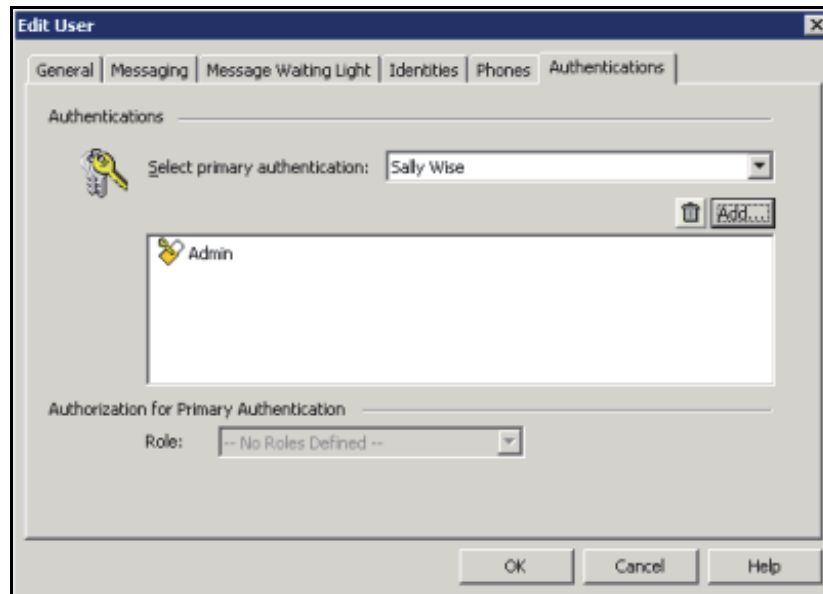 Edit User
General Messaging Message Waiting Light Identities Phones Authentications
Authentications
Select primary authentication: Sally Wise
Add...
Admin
Authorization for Primary Authentication
Role: -- No Roles Defined --
OK Cancel Help